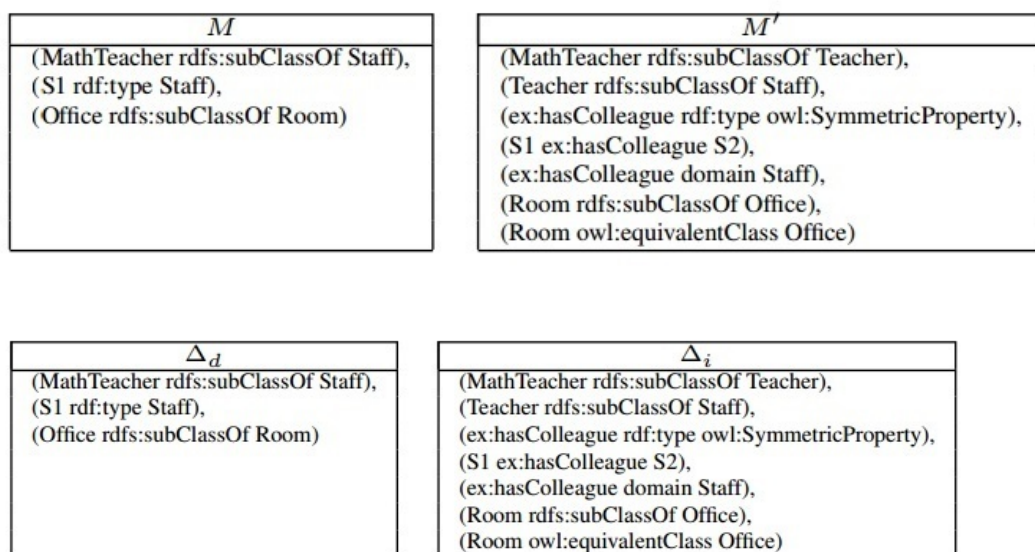 M
(MathTeacher rdfs:subClassOf Staff),
(S1 rdf:type Staff),
(Office rdfs:subClassOf Room)
M′
(MathTeacher rdfs:subClassOf Teacher),
(Teacher rdfs:subClassOf Staff),
(ex:hasColleague rdf:type owl:SymmetricProperty),
(S1 ex:hasColleague S2),
(ex:hasColleague domain Staff),
(Room rdfs:subClassOf Office),
(Room owl:equivalentClass Office)
Δd
(MathTeacher rdfs:subClassOf Staff),
(S1 rdf:type Staff),
(Office rdfs:subClassOf Room)
Δi
(MathTeacher rdfs:subClassOf Teacher),
(Teacher rdfs:subClassOf Staff),
(ex:hasColleague rdf:type owl:SymmetricProperty),
(S1 ex:hasColleague S2),
(ex:hasColleague domain Staff),
(Room rdfs:subClassOf Office),
(Room owl:equivalentClass Office)